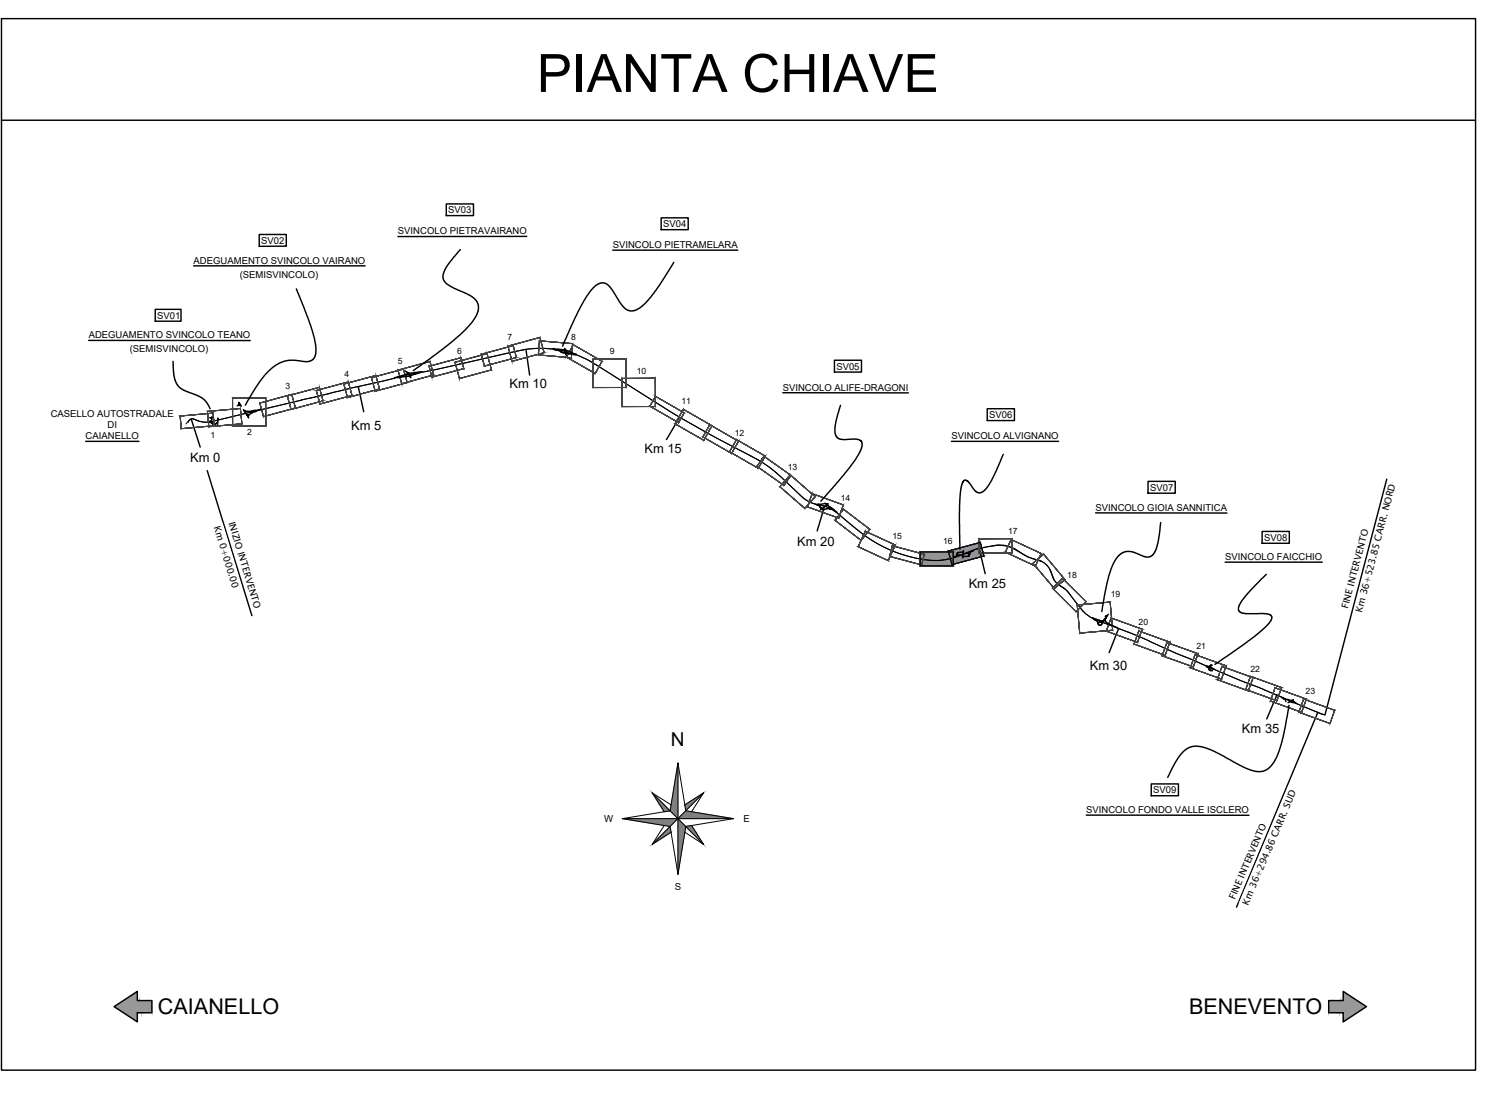 PIANTA CHIAVE
SV03
SVINCOLO PIETRAVAIRANO
SV04
SVINCOLO PIETRAMELARA
SV02
ADEGUAMENTO SVINCOLO VAIRANO
(SEMISVINCOLO)
SV01
ADEGUAMENTO SVINCOLO TEANO
(SEMISVINCOLO)
CASELLO AUTOSTRADALE
DI
CAIANELLO
1
2
3
4
5
6
7
8
9
10
11
12
13
14
15
16
17
18
19
20
21
22
23
Km 0
Km 5
Km 10
Km 15
Km 20
Km 25
Km 30
Km 35
INIZIO INTERVENTO
Km 0+000.00
SV05
SVINCOLO ALIFE-DRAGONI
SV06
SVINCOLO ALVIGNANO
SV07
SVINCOLO GIOIA SANNITICA
SV08
SVINCOLO FAICCHIO
FINE INTERVENTO
Km 36+523.85 CARR. NORD
SV09
SVINCOLO FONDO VALLE ISCLERO
FINE INTERVENTO
Km 36+294.86 CARR. SUD
N
W
E
S
CAIANELLO
BENEVENTO